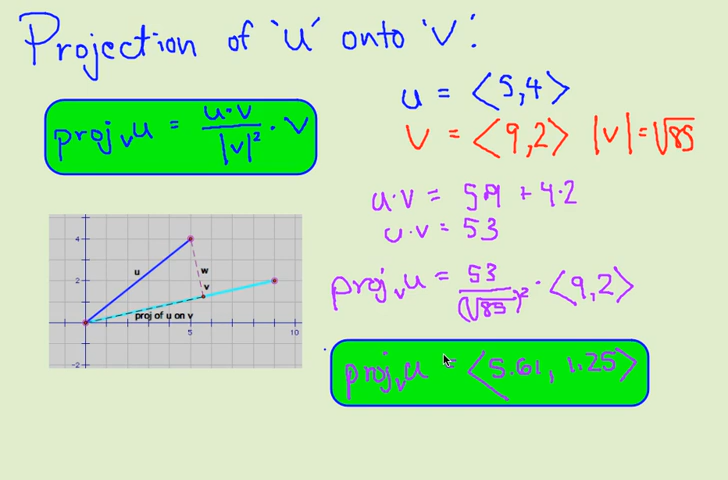 Projection of 'u' onto 'v':
proj_v u = u·v / |v|² · v
u = <5,4>
v = <9,2> |v| = √85
u·v = 5·9 + 4·2
u·v = 53
proj_v u = 53 / (√85)² · <9,2>
proj_v u = <5.61, 1.25>
4
u
w
2
v
proj of u on v
5
10
-2